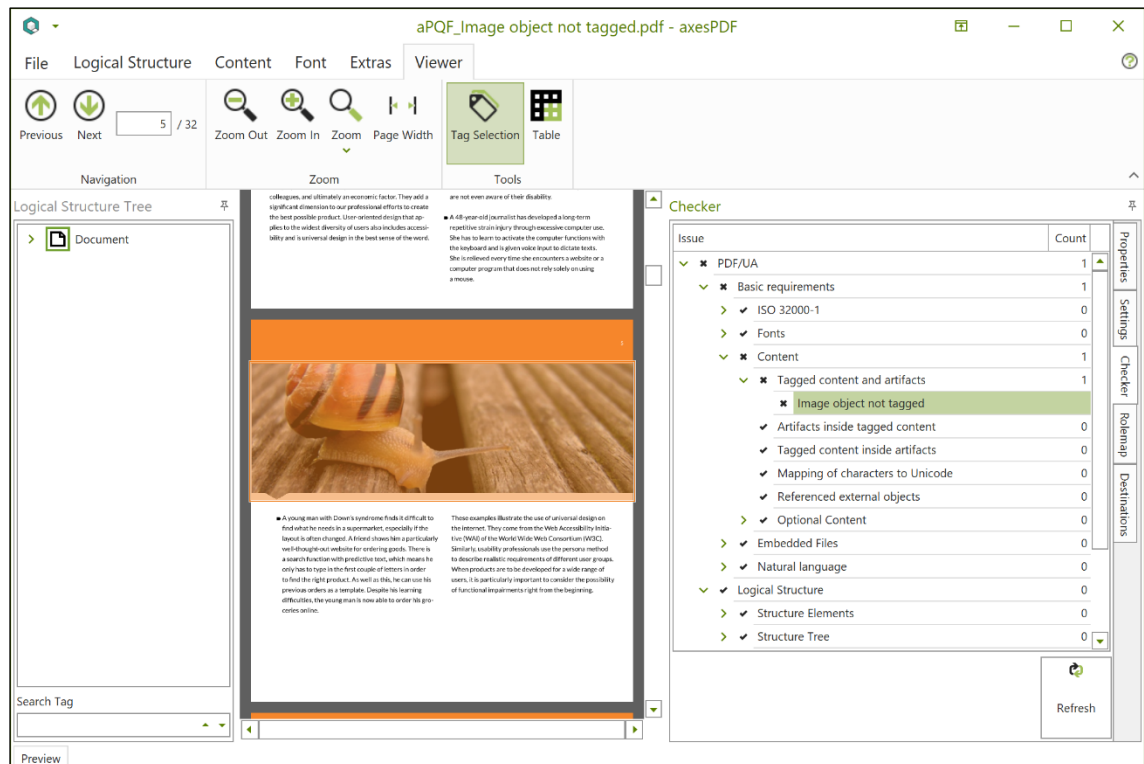 aPQF_Image object not tagged.pdf - axesPDF
File Logical Structure Content Font Extras Viewer
Previous Next 5 / 32 Zoom Out Zoom In Zoom Page Width Tag Selection Table
Navigation Zoom Tools
Logical Structure Tree
Document
Search Tag
Preview
colleagues, and ultimately an economic factor. They add a
significant dimension to our professional efforts to create
the best possible product. User-oriented design that ap-
plies to the widest diversity of users also includes accessi-
bility and is universal design in the best sense of the word.
are not even aware of their disability.
A 48-year-old journalist has developed a long-term
repetitive strain injury through excessive computer use.
She has to learn to activate the computer functions with
the keyboard and is given voice input to dictate texts.
She is relieved every time she encounters a website or a
computer program that does not rely solely on using
a mouse.
A young man with Down's syndrome finds it difficult to
find what he needs in a supermarket, especially if the
layout is often changed. A friend shows him a particularly
well-thought-out website for ordering goods. There is
a search function with predictive text, which means he
only has to type in the first couple of letters in order
to find the right product. As well as this, he can use his
previous orders as a template. Despite his learning
difficulties, the young man is now able to order his gro-
ceries online.
These examples illustrate the use of universal design on
the internet. They come from the Web Accessibility Initia-
tive (WAI) of the World Wide Web Consortium (W3C).
Similarly, usability professionals use the persona method
to describe realistic requirements of different user groups.
When products are to be developed for a wide range of
users, it is particularly important to consider the possibility
of functional impairments right from the beginning.
Checker
Issue Count
PDF/UA 1
Basic requirements 1
ISO 32000-1 0
Fonts 0
Content 1
Tagged content and artifacts 1
Image object not tagged
Artifacts inside tagged content 0
Tagged content inside artifacts 0
Mapping of characters to Unicode 0
Referenced external objects 0
Optional Content 0
Embedded Files 0
Natural language 0
Logical Structure 0
Structure Elements 0
Structure Tree 0
Refresh
Properties
Settings
Checker
Rolemap
Destinations